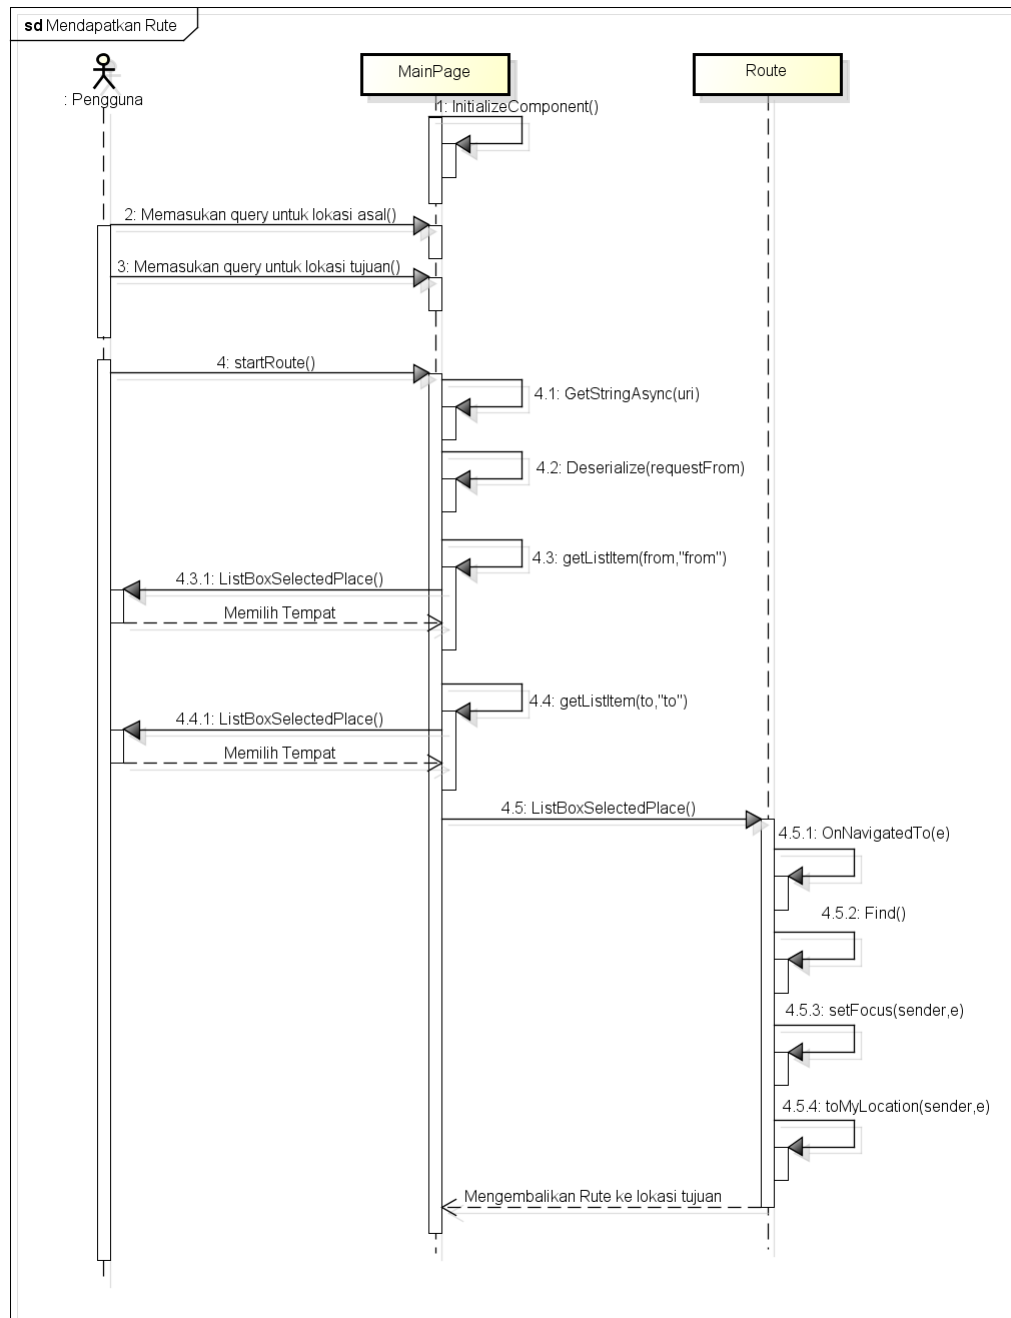 sd Mendapatkan Rute
: Pengguna
MainPage
Route
1: InitializeComponent()
2: Memasukan query untuk lokasi asal()
3: Memasukan query untuk lokasi tujuan()
4: startRoute()
4.1: GetStringAsync(uri)
4.2: Deserialize(requestFrom)
4.3: getListItem(from,"from")
4.3.1: ListBoxSelectedPlace()
Memilih Tempat
4.4: getListItem(to,"to")
4.4.1: ListBoxSelectedPlace()
Memilih Tempat
4.5: ListBoxSelectedPlace()
4.5.1: OnNavigatedTo(e)
4.5.2: Find()
4.5.3: setFocus(sender,e)
4.5.4: toMyLocation(sender,e)
Mengembalikan Rute ke lokasi tujuan